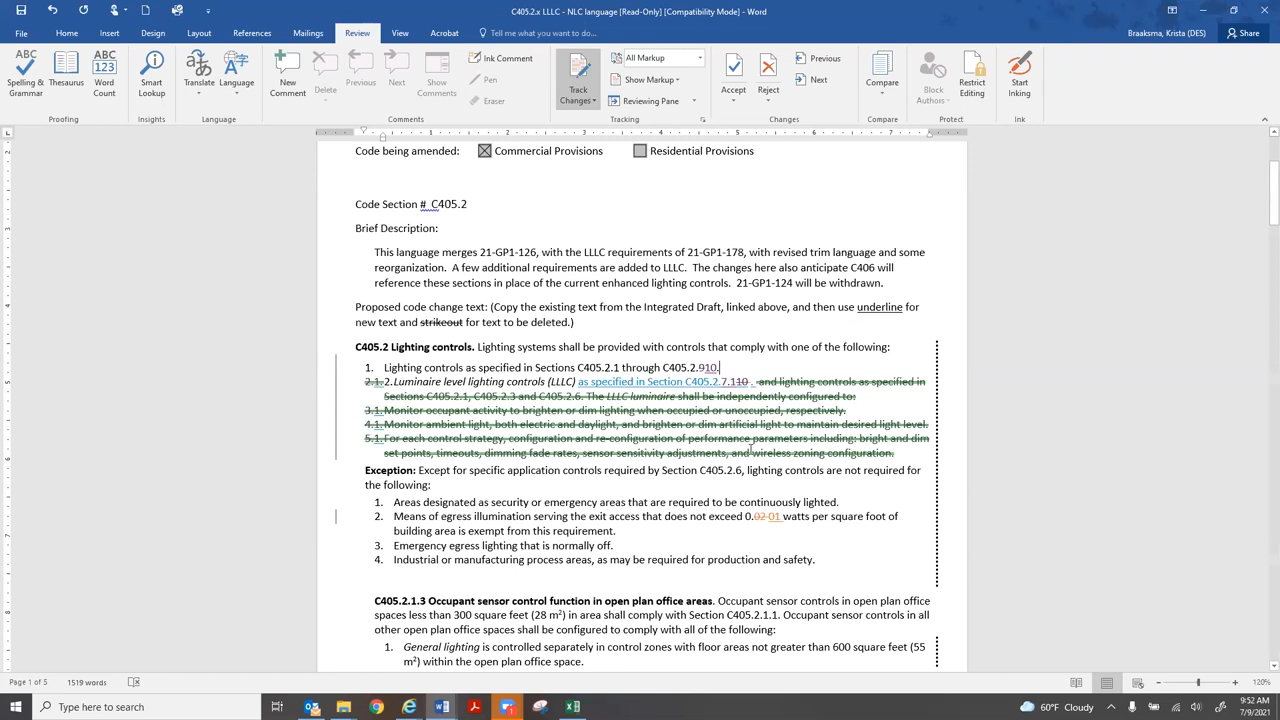 C405.2.x LLLC - NLC language [Read-Only] [Compatibility Mode] - Word
Braaksma, Krista (DES)
File Home Insert Design Layout References Mailings Review View Acrobat Tell me what you want to do... Share
ABC Spelling & Grammar
Thesaurus
ABC 123 Word Count
Smart Lookup
Translate
Language
New Comment
Delete
Previous
Next
Show Comments
Ink Comment
Pen
Eraser
Track Changes
All Markup
Show Markup
Reviewing Pane
Accept
Reject
Previous
Next
Compare
Block Authors
Restrict Editing
Start Inking
Proofing Insights Language Comments Tracking Changes Compare Protect Ink
1 2 3 4 5 6 7
Code being amended: Commercial Provisions Residential Provisions
Code Section # C405.2
Brief Description:
This language merges 21-GP1-126, with the LLLC requirements of 21-GP1-178, with revised trim language and some
reorganization. A few additional requirements are added to LLLC. The changes here also anticipate C406 will
reference these sections in place of the current enhanced lighting controls. 21-GP1-124 will be withdrawn.
Proposed code change text: (Copy the existing text from the Integrated Draft, linked above, and then use underline for
new text and strikeout for text to be deleted.)
C405.2 Lighting controls. Lighting systems shall be provided with controls that comply with one of the following:
1. Lighting controls as specified in Sections C405.2.1 through C405.2.910.
2.1. 2. Luminaire level lighting controls (LLLC) as specified in Section C405.2.7.110 . and lighting controls as specified in
Sections C405.2.1, C405.2.3 and C405.2.6. The LLLC luminaire shall be independently configured to:
3.1. Monitor occupant activity to brighten or dim lighting when occupied or unoccupied, respectively.
4.1. Monitor ambient light, both electric and daylight, and brighten or dim artificial light to maintain desired light level.
5.1. For each control strategy, configuration and re-configuration of performance parameters including: bright and dim
set points, timeouts, dimming fade rates, sensor sensitivity adjustments, and wireless zoning configuration.
Exception: Except for specific application controls required by Section C405.2.6, lighting controls are not required for
the following:
1. Areas designated as security or emergency areas that are required to be continuously lighted.
2. Means of egress illumination serving the exit access that does not exceed 0.02 01 watts per square foot of
building area is exempt from this requirement.
3. Emergency egress lighting that is normally off.
4. Industrial or manufacturing process areas, as may be required for production and safety.
C405.2.1.3 Occupant sensor control function in open plan office areas. Occupant sensor controls in open plan office
spaces less than 300 square feet (28 m²) in area shall comply with Section C405.2.1.1. Occupant sensor controls in all
other open plan office spaces shall be configured to comply with all of the following:
1. General lighting is controlled separately in control zones with floor areas not greater than 600 square feet (55
m²) within the open plan office space.
Page 1 of 5 1519 words 120%
Type here to search
60°F Cloudy
9:52 AM
7/9/2021